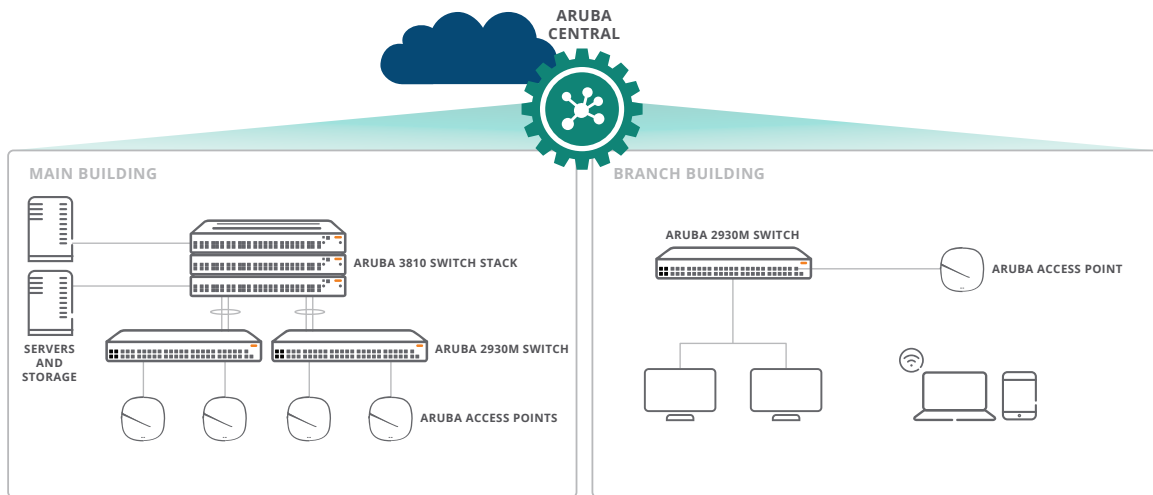 ARUBA
CENTRAL
MAIN BUILDING
BRANCH BUILDING
ARUBA 2930M SWITCH
ARUBA 3810 SWITCH STACK
ARUBA ACCESS POINT
SERVERS
AND
STORAGE
ARUBA 2930M SWITCH
ARUBA ACCESS POINTS